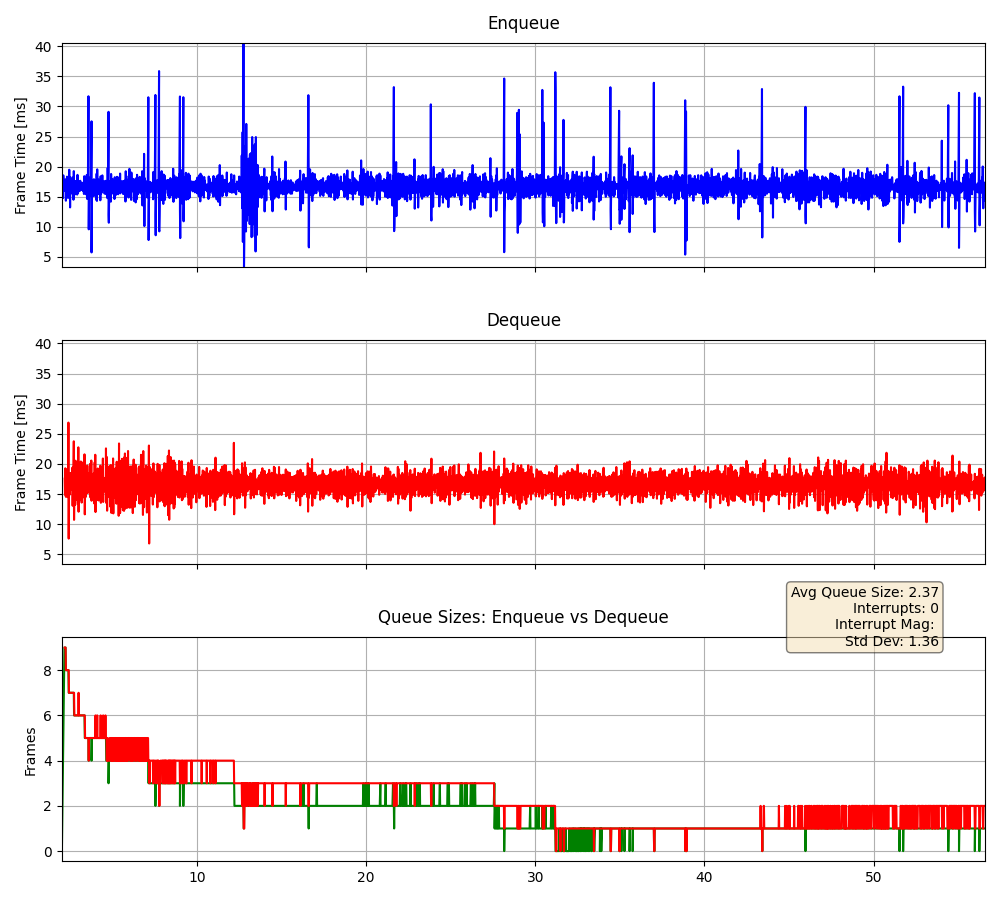 Enqueue
Frame Time [ms]
40
35
30
25
20
15
10
5
Dequeue
Frame Time [ms]
40
35
30
25
20
15
10
5
Avg Queue Size: 2.37
Interrupts: 0
Interrupt Mag:
Std Dev: 1.36
Queue Sizes: Enqueue vs Dequeue
Frames
8
6
4
2
0
10 20 30 40 50